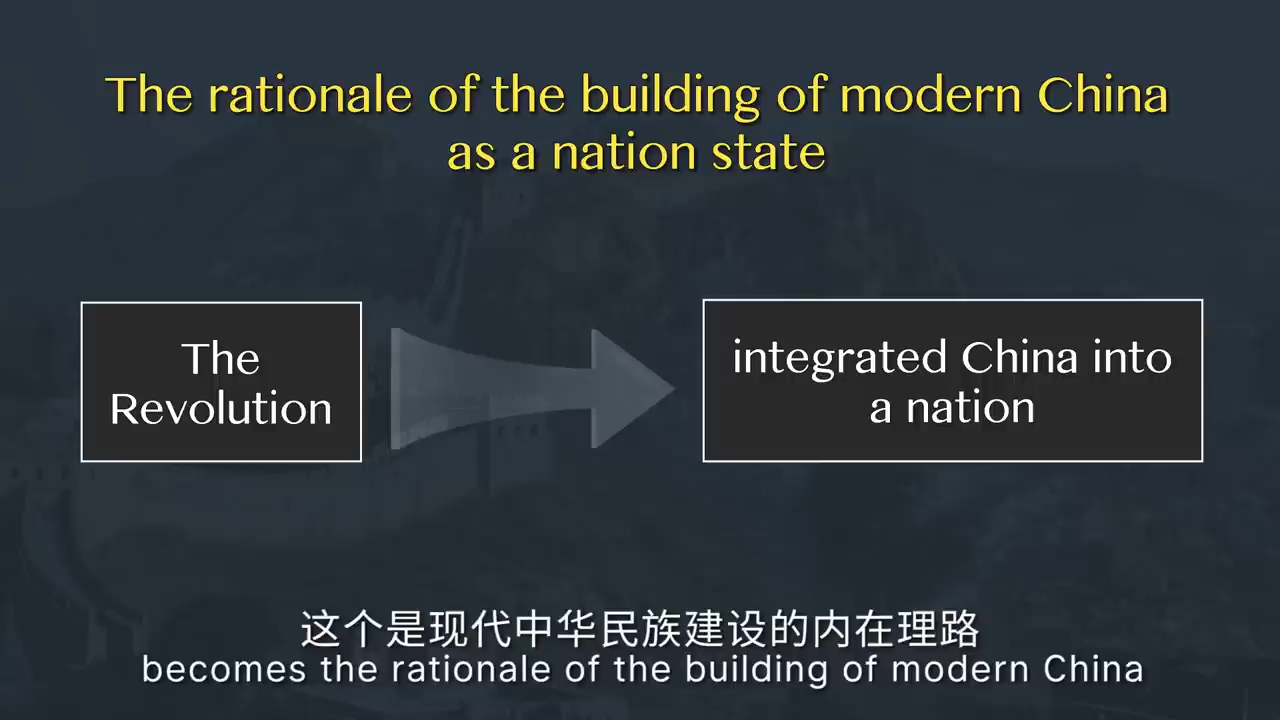 The rationale of the building of modern China
as a nation state
The
Revolution
integrated China into
a nation
这个是现代中华民族建设的内在理路
becomes the rationale of the building of modern China